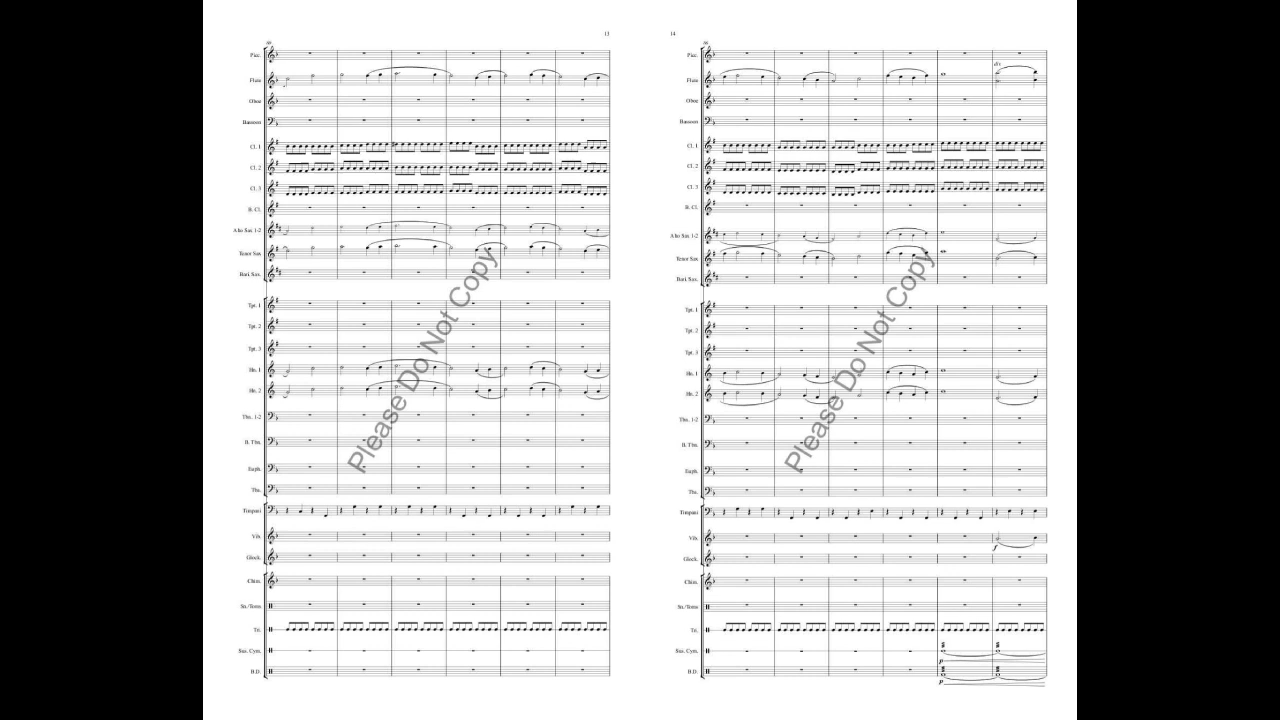 13
Picc.
Flute
Oboe
Bassoon
Cl. 1
Cl. 2
Cl. 3
B. Cl.
Alto Sax 1-2
Tenor Sax
Bari. Sax.
Tpt. 1
Tpt. 2
Tpt. 3
Hn. 1
Hn. 2
Tbn. 1-2
B. Tbn.
Euph.
Tba.
Timpani
Vib.
Glock.
Chim.
Sn./Toms
Tri.
Sus. Cym.
B.D.
Please Do Not Copy
14
Picc.
Flute
div
Oboe
Bassoon
Cl. 1
Cl. 2
Cl. 3
B. Cl.
Alto Sax 1-2
Tenor Sax
Bari. Sax.
Tpt. 1
Tpt. 2
Tpt. 3
Hn. 1
Hn. 2
Tbn. 1-2
B. Tbn.
Euph.
Tba.
Timpani
Vib.
f
Glock.
Chim.
Sn./Toms
Tri.
Sus. Cym.
p
B.D.
p
Please Do Not Copy